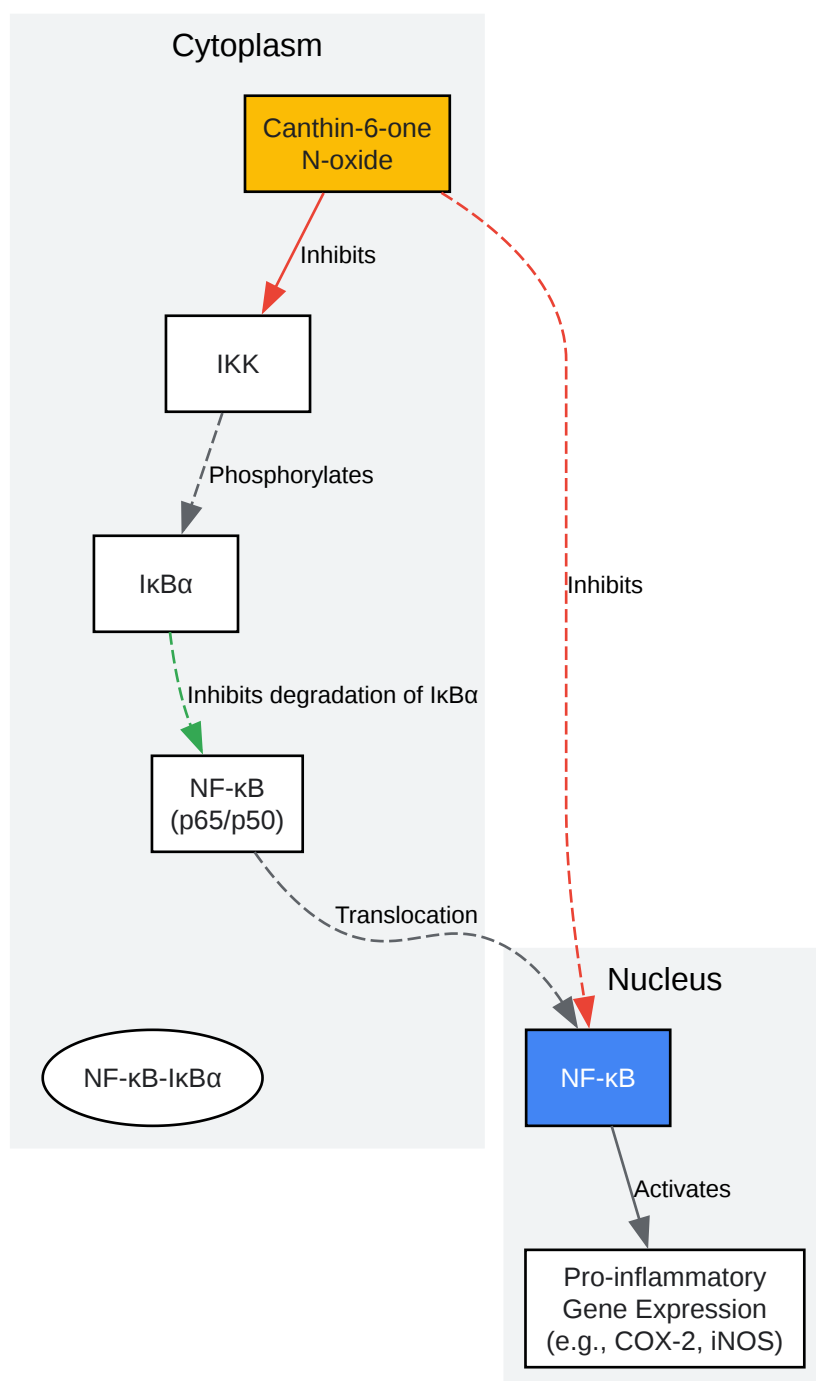 Cytoplasm
Canthin-6-one
N-oxide
Inhibits
IKK
Phosphorylates
IκBα
Inhibits
Inhibits degradation of IκBα
NF-κB
(p65/p50)
Translocation
Nucleus
NF-κB-IκBα
NF-κB
Activates
Pro-inflammatory
Gene Expression
(e.g., COX-2, iNOS)